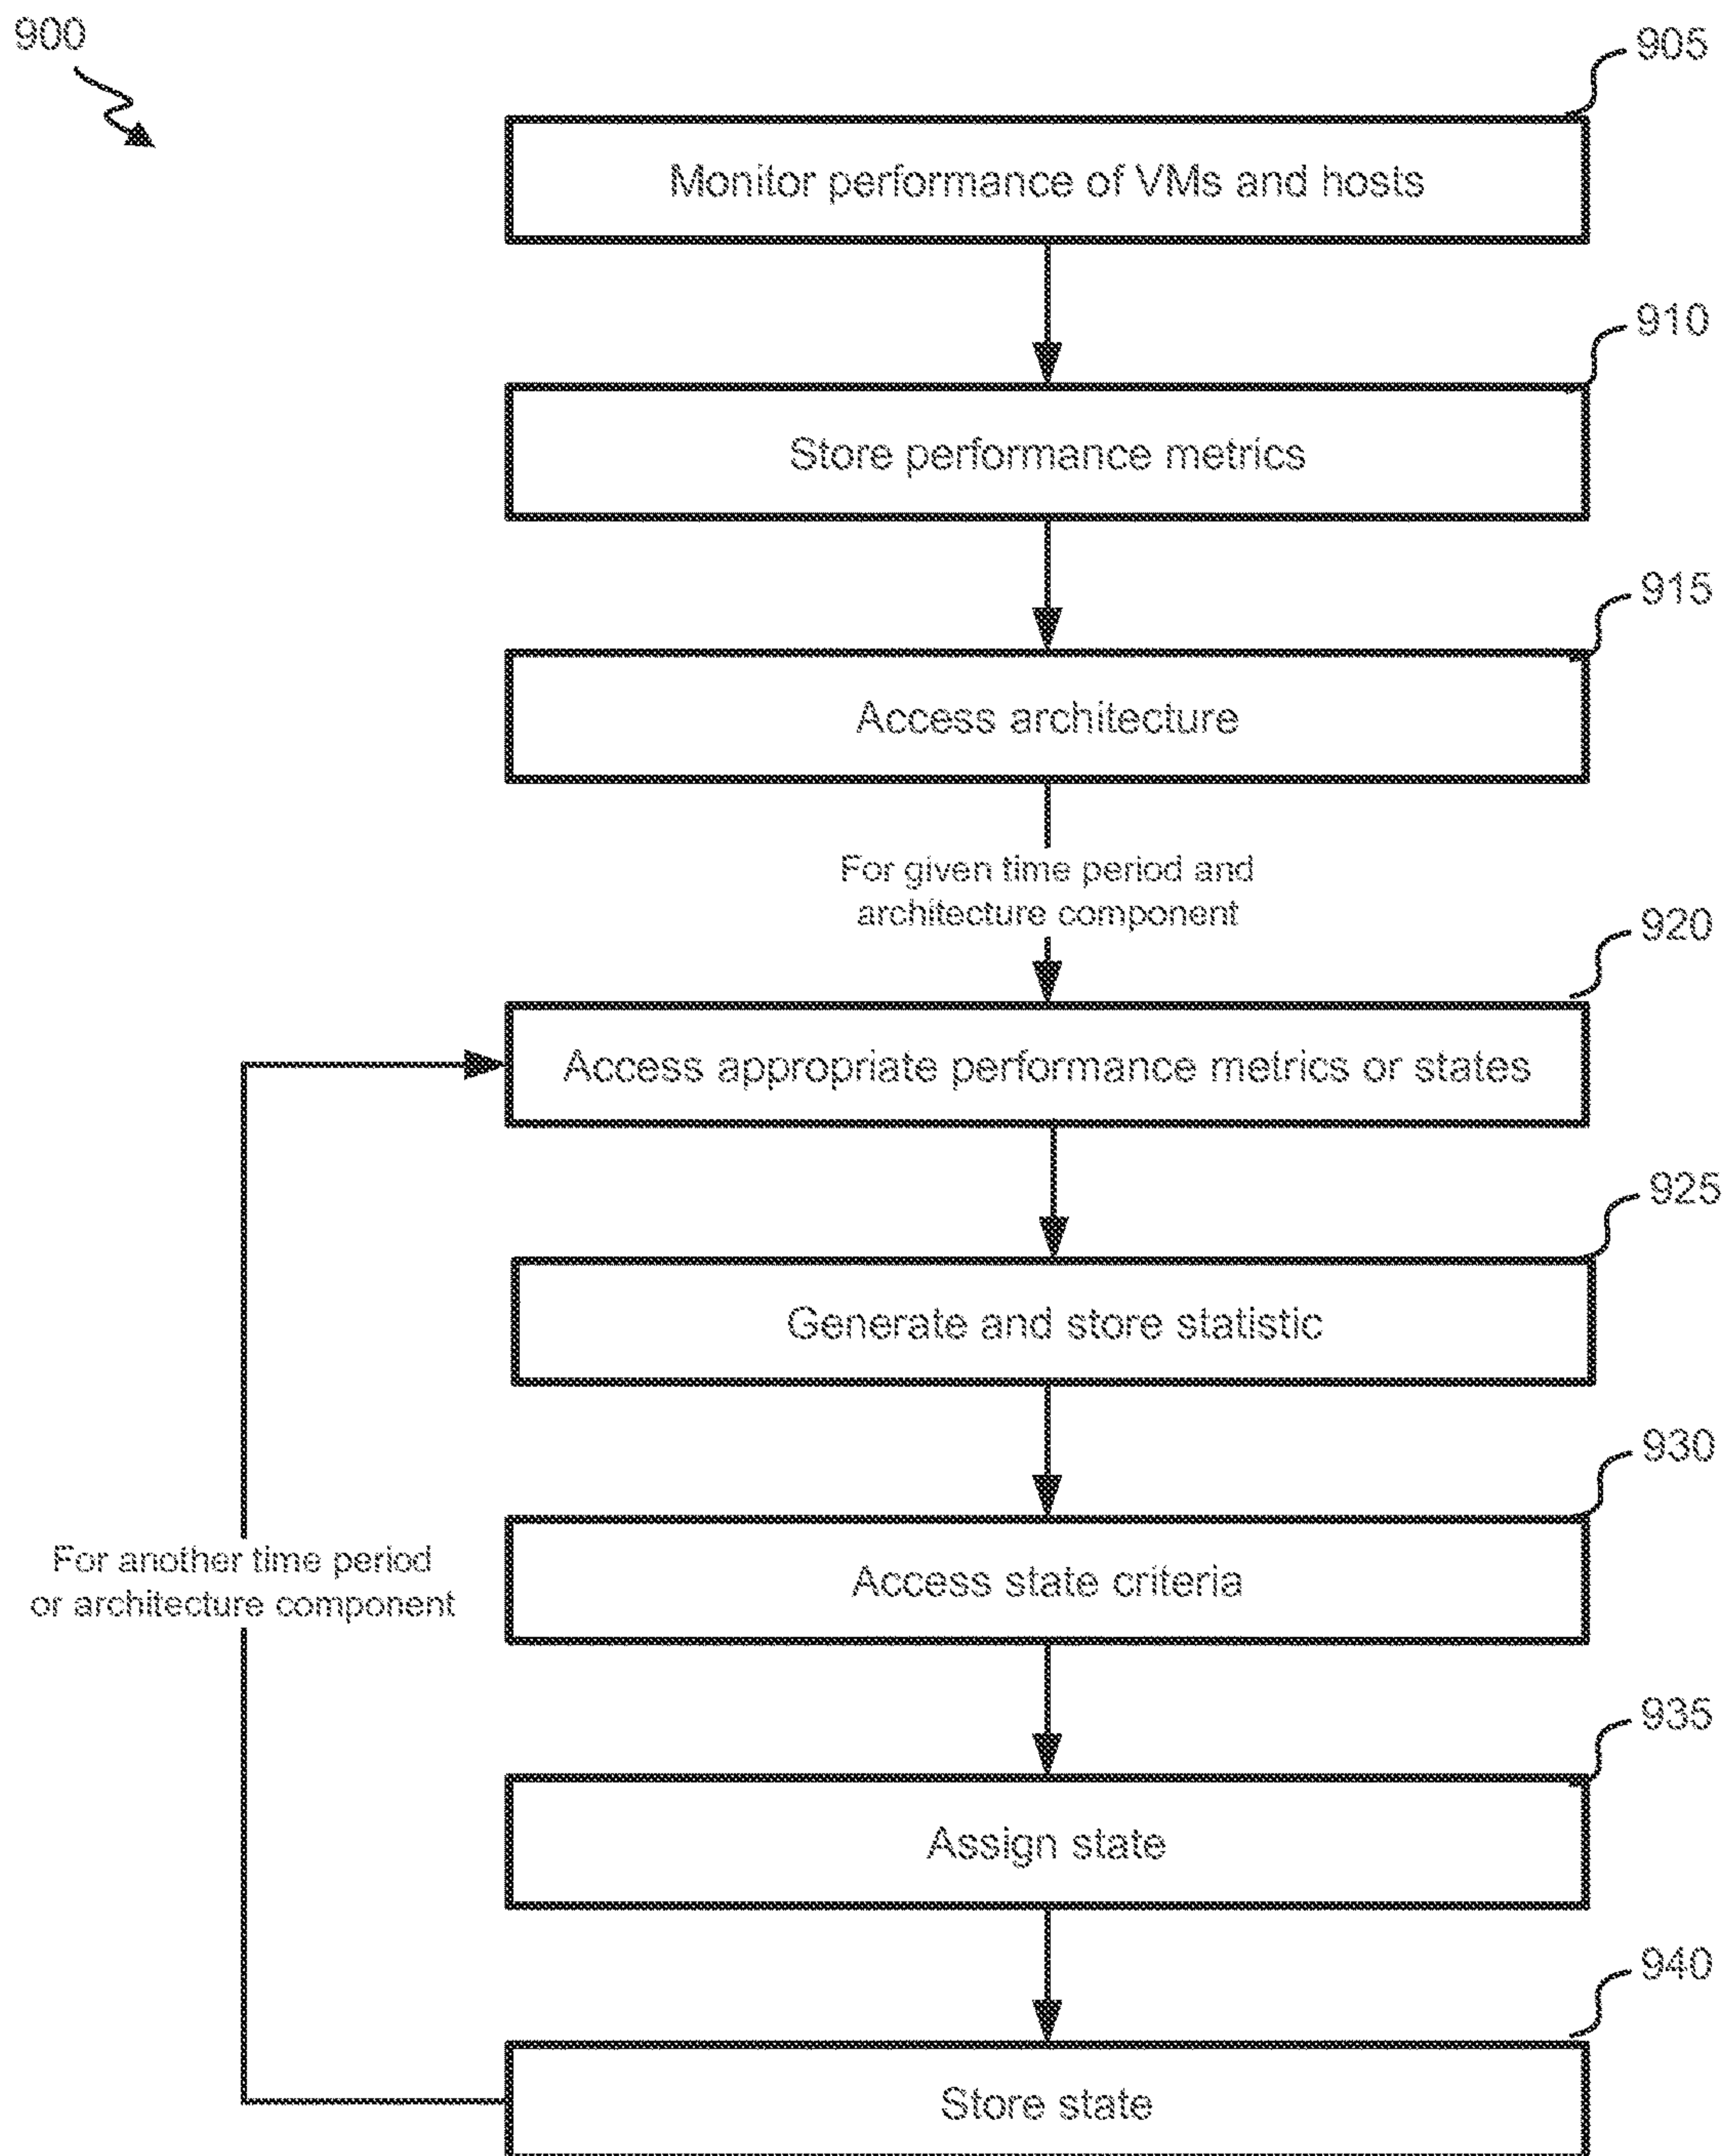 900
905
Monitor performance of VMs and hosts
910
Store performance metrics
915
Access architecture
For given time period and
architecture component
920
Access appropriate performance metrics or states
925
Generate and store statistic
930
Access state criteria
For another time period
or architecture component
935
Assign state
940
Store state